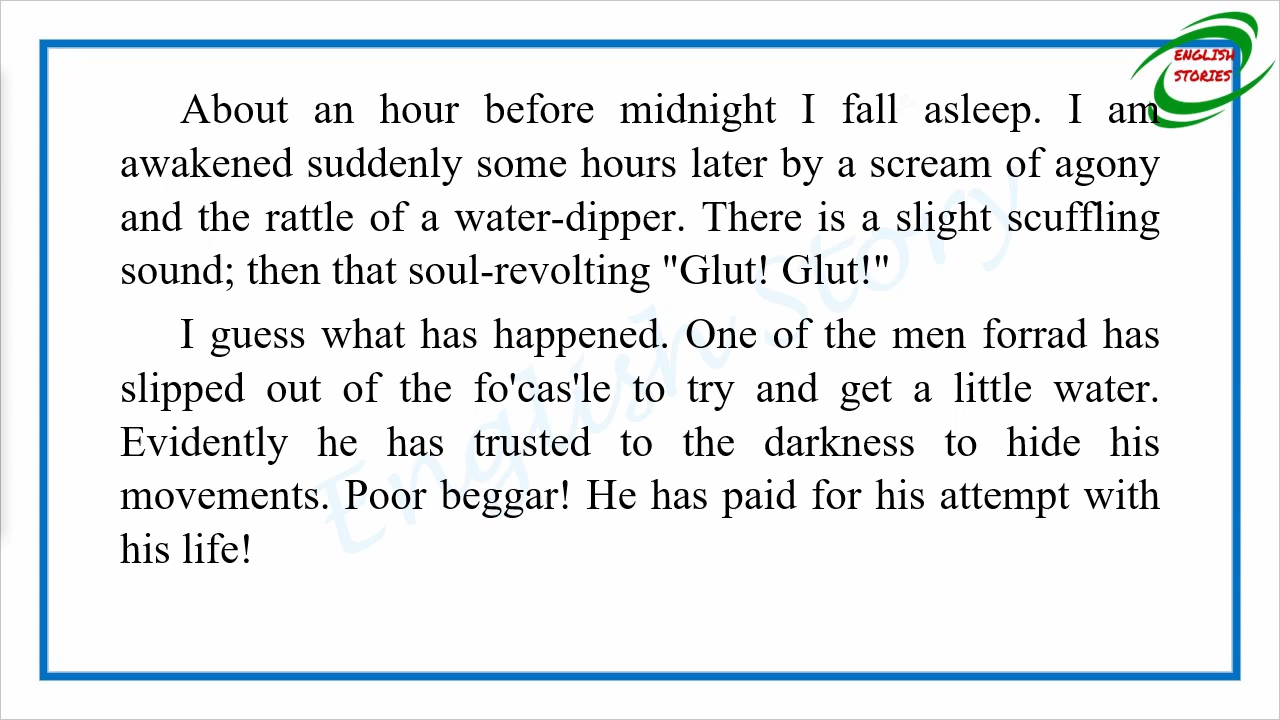 ENGLISH
STORIES
About an hour before midnight I fall asleep. I am
awakened suddenly some hours later by a scream of agony
and the rattle of a water-dipper. There is a slight scuffling
sound; then that soul-revolting "Glut! Glut!"
I guess what has happened. One of the men forrad has
slipped out of the fo'cas'le to try and get a little water.
Evidently he has trusted to the darkness to hide his
movements. Poor beggar! He has paid for his attempt with
his life!
English Story